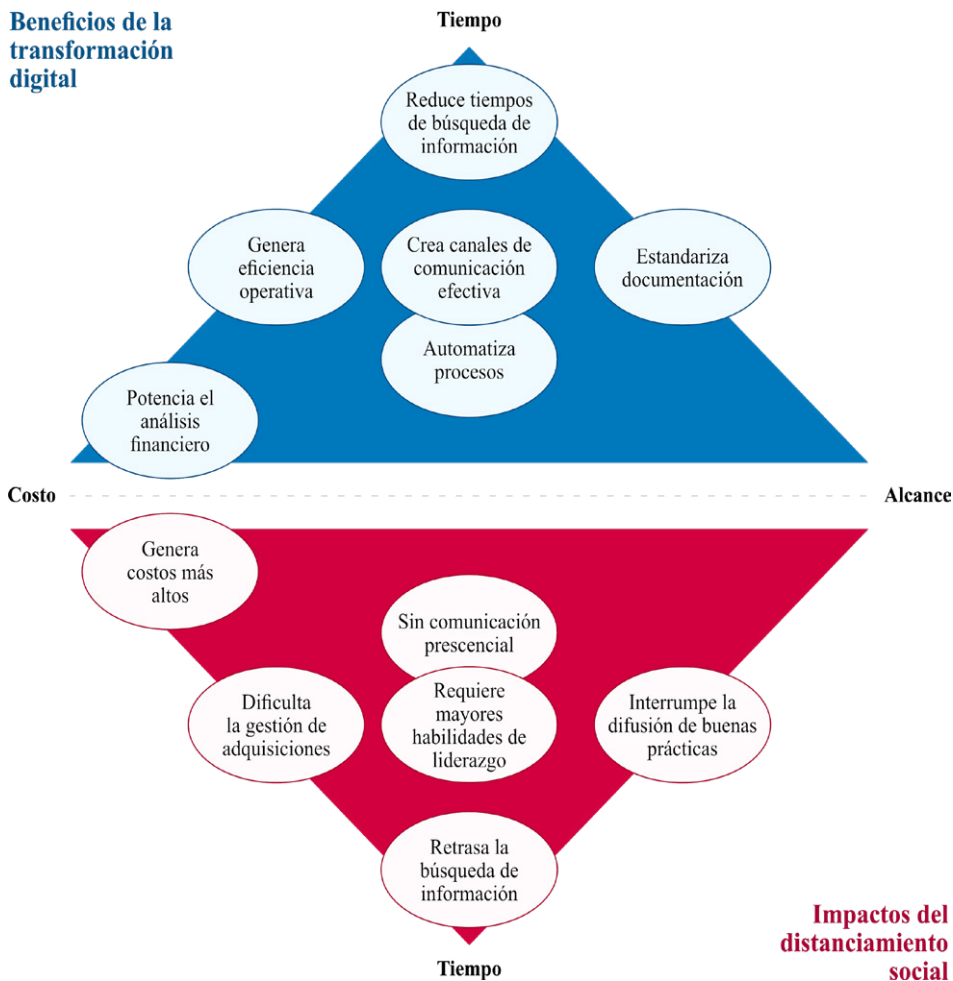 Beneficios de la
transformación
digital
Tiempo
Reduce tiempos
de búsqueda de
información
Genera
eficiencia
operativa
Crea canales de
comunicación
efectiva
Estandariza
documentación
Automatiza
procesos
Potencia el
análisis
financiero
Costo
Alcance
Genera
costos más
altos
Sin comunicación
prescencial
Dificulta
la gestión de
adquisiciones
Requiere
mayores
habilidades de
liderazgo
Interrumpe la
difusión de buenas
prácticas
Retrasa la
búsqueda de
información
Tiempo
Impactos del
distanciamiento
social